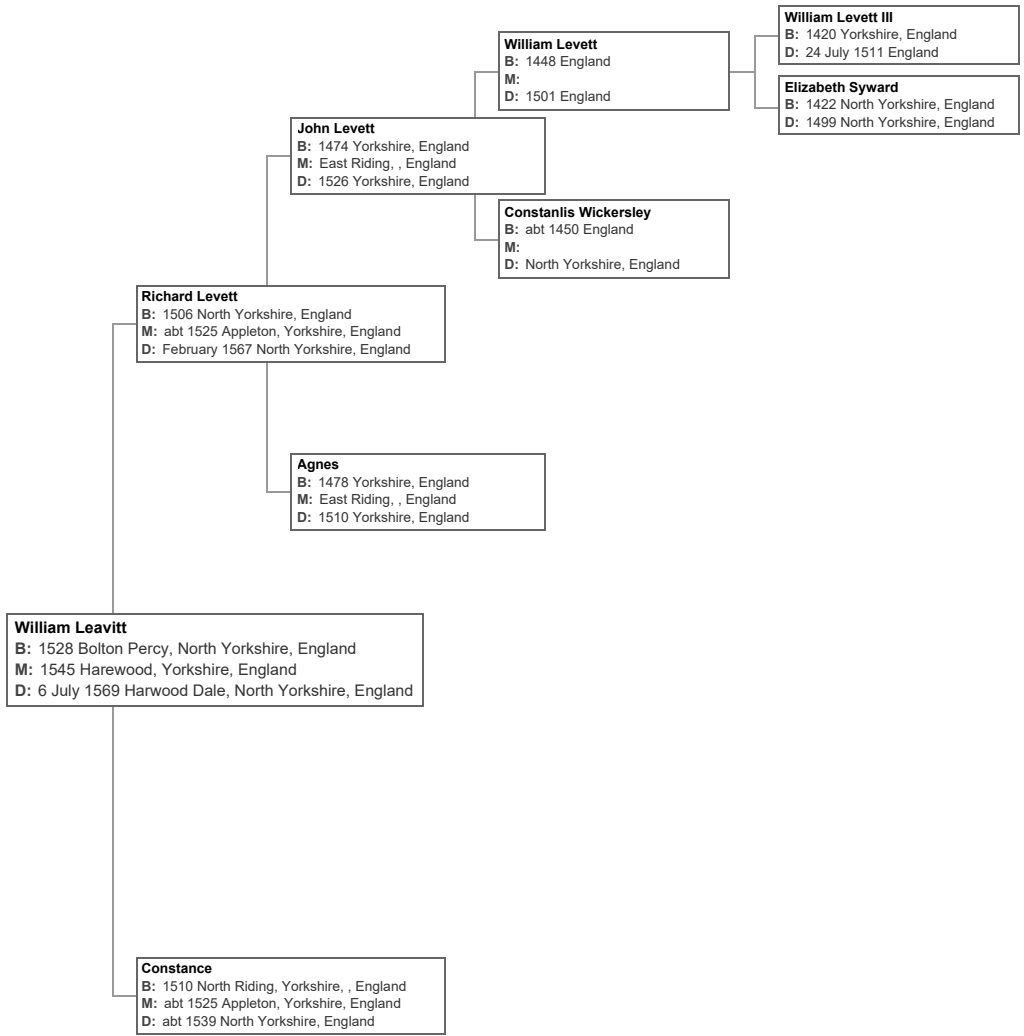 William Levett III
B: 1420 Yorkshire, England
D: 24 July 1511 England
William Levett
B: 1448 England
M:
D: 1501 England
Elizabeth Syward
B: 1422 North Yorkshire, England
D: 1499 North Yorkshire, England
John Levett
B: 1474 Yorkshire, England
M: East Riding, , England
D: 1526 Yorkshire, England
Constanlis Wickersley
B: abt 1450 England
M:
D: North Yorkshire, England
Richard Levett
B: 1506 North Yorkshire, England
M: abt 1525 Appleton, Yorkshire, England
D: February 1567 North Yorkshire, England
Agnes
B: 1478 Yorkshire, England
M: East Riding, , England
D: 1510 Yorkshire, England
William Leavitt
B: 1528 Bolton Percy, North Yorkshire, England
M: 1545 Harewood, Yorkshire, England
D: 6 July 1569 Harwood Dale, North Yorkshire, England
Constance
B: 1510 North Riding, Yorkshire, , England
M: abt 1525 Appleton, Yorkshire, England
D: abt 1539 North Yorkshire, England